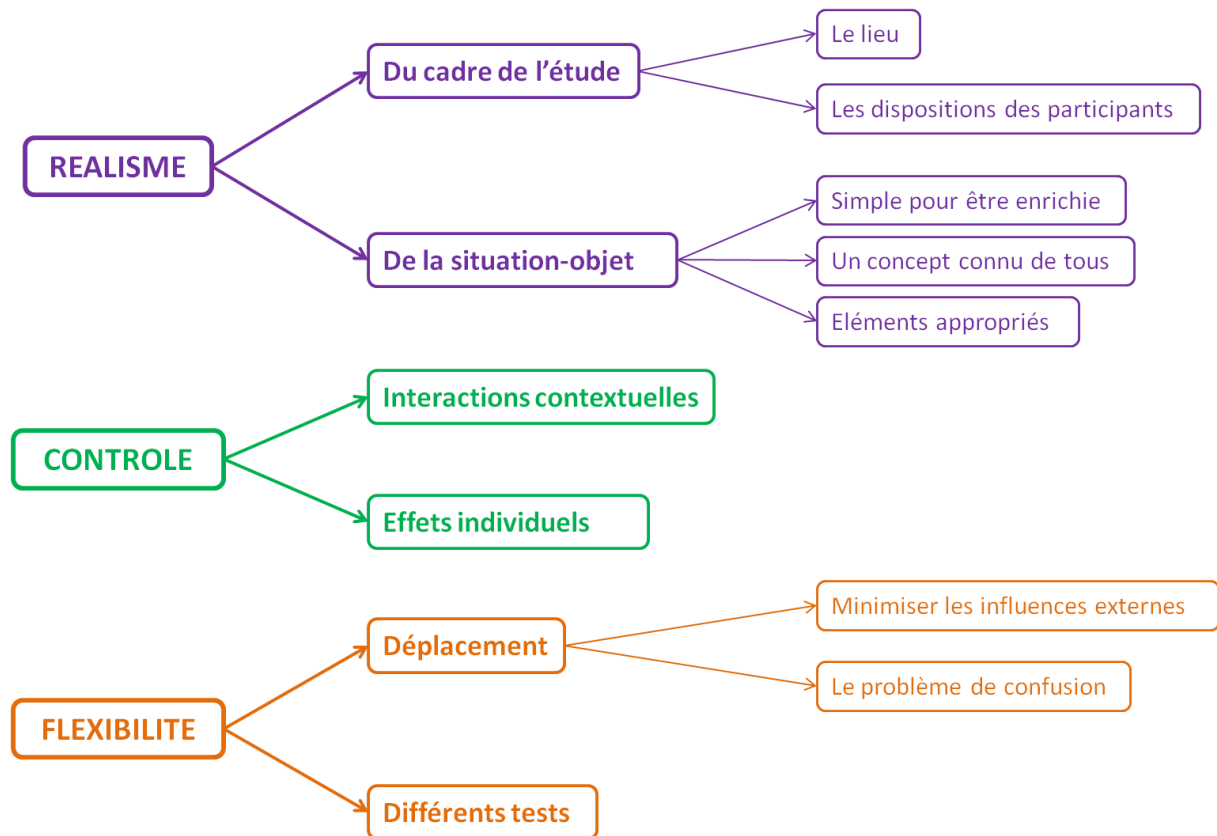 REALISME
Du cadre de l'étude
Le lieu
Les dispositions des participants
De la situation-objet
Simple pour être enrichie
Un concept connu de tous
Eléments appropriés
CONTROLE
Interactions contextuelles
Effets individuels
FLEXIBILITE
Déplacement
Minimiser les influences externes
Le problème de confusion
Différents tests